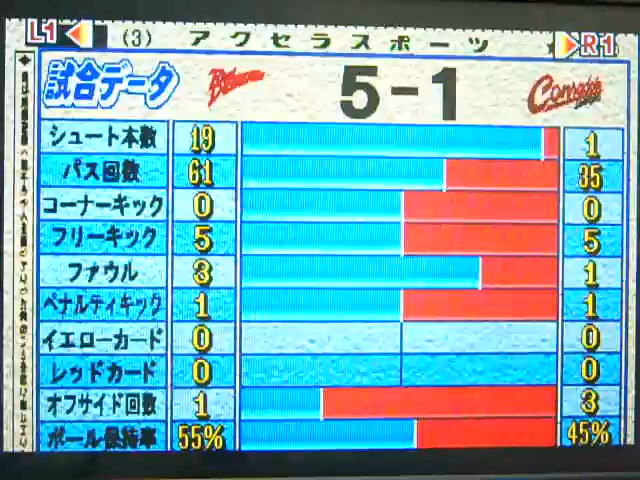 L1 (3) アクセラスポーツ R1
試合データ 5-1
シュート本数 19 1
パス回数 61 35
コーナーキック 0 0
フリーキック 5 5
ファウル 3 1
ペナルティキック 1 1
イエローカード 0 0
レッドカード 0 0
オフサイド回数 1 3
ボール保持率 55% 45%